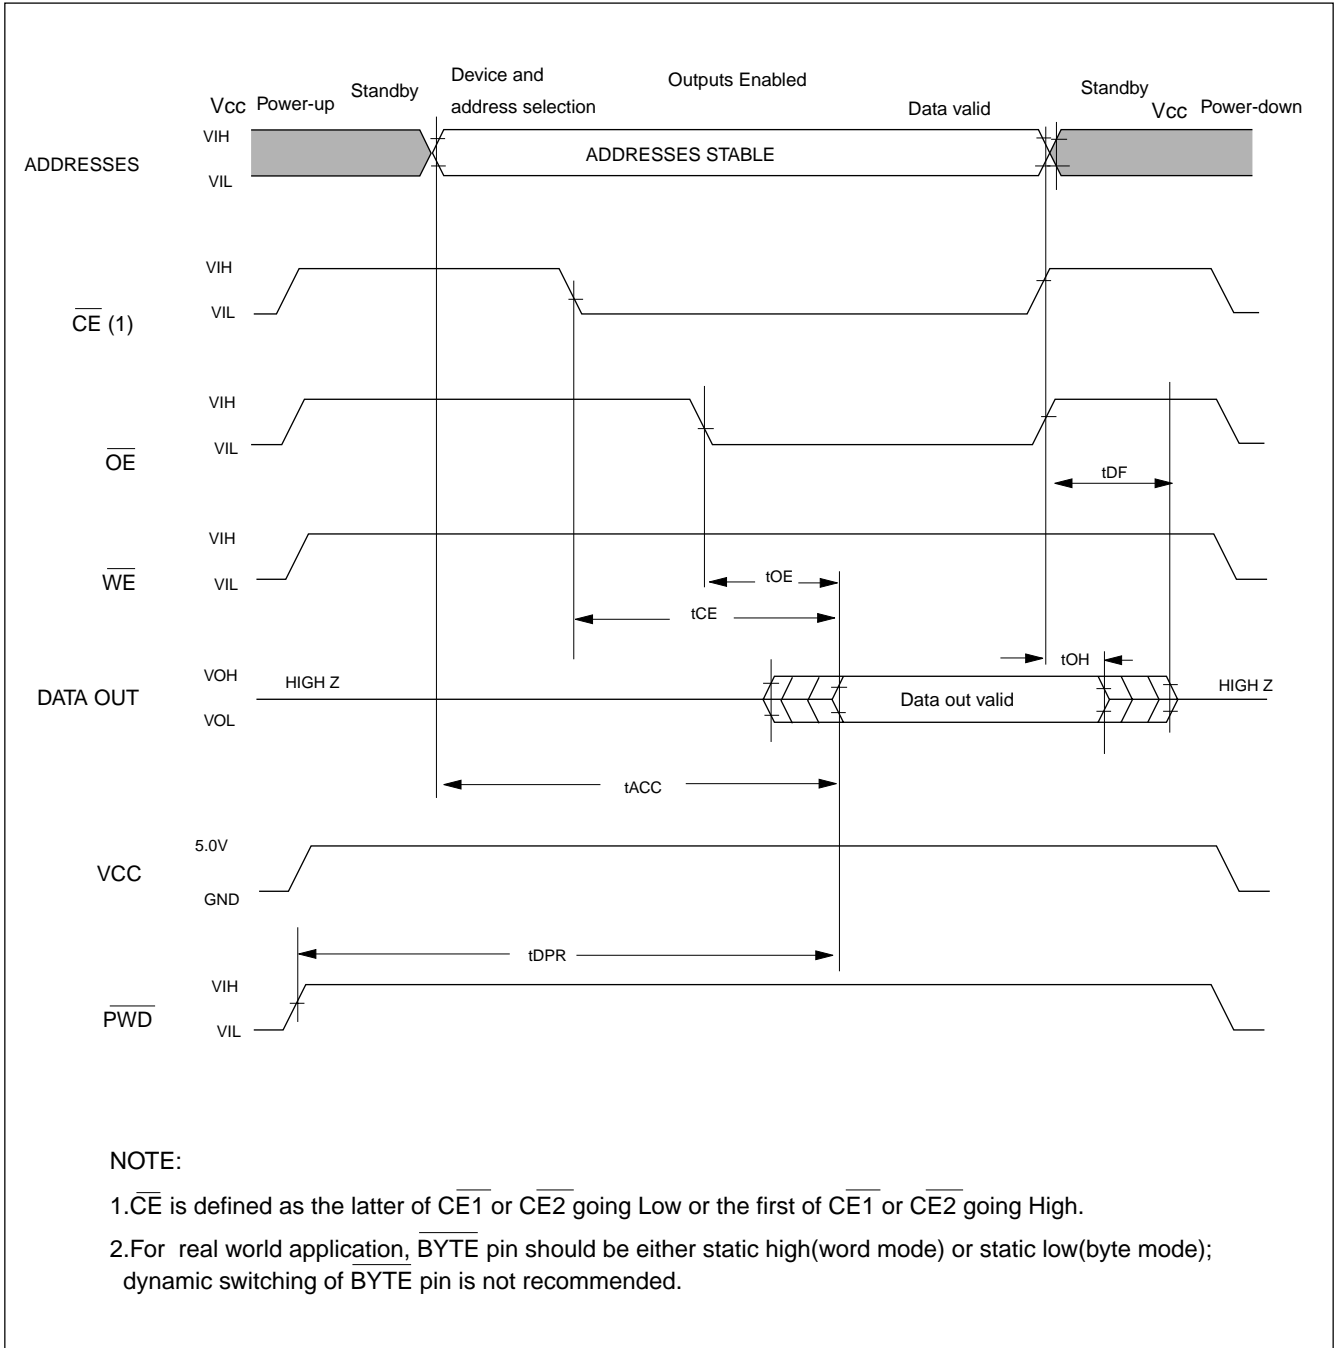 Vcc Power-up
Standby
Device and
address selection
Outputs Enabled
Data valid
Standby
Vcc Power-down
ADDRESSES
VIH
VIL
ADDRESSES STABLE
CE (1)
VIH
VIL
OE
VIH
VIL
tDF
WE
VIH
VIL
tOE
tCE
DATA OUT
VOH
VOL
HIGH Z
Data out valid
tOH
HIGH Z
tACC
VCC
5.0V
GND
tDPR
PWD
VIH
VIL
NOTE:
1.CE is defined as the latter of CE1 or CE2 going Low or the first of CE1 or CE2 going High.
2.For real world application, BYTE pin should be either static high(word mode) or static low(byte mode);
dynamic switching of BYTE pin is not recommended.